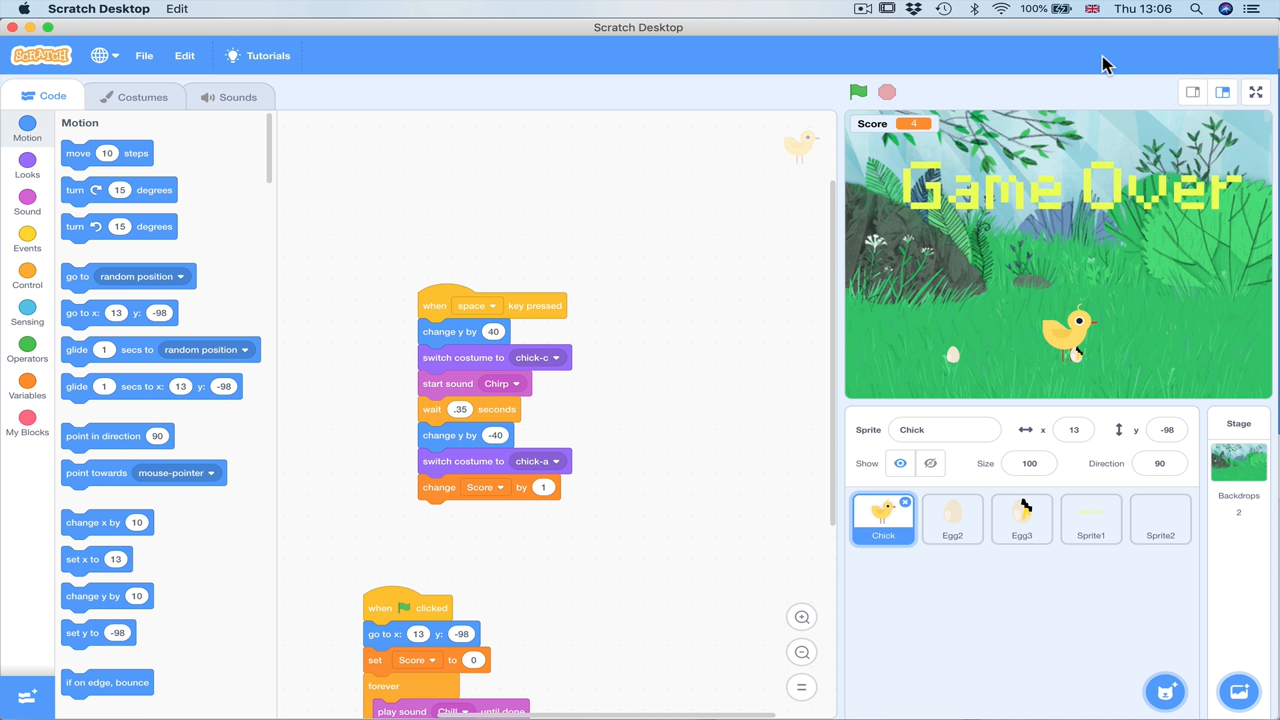 Scratch Desktop Edit 100% Thu 13:06
Scratch Desktop
SCRATCH File Edit Tutorials
Code Costumes Sounds
Motion
Looks
Sound
Events
Control
Sensing
Operators
Variables
My Blocks
Motion
move 10 steps
turn 15 degrees
turn 15 degrees
go to random position
go to x: 13 y: -98
glide 1 secs to random position
glide 1 secs to x: 13 y: -98
point in direction 90
point towards mouse-pointer
change x by 10
set x to 13
change y by 10
set y to -98
if on edge, bounce
when space key pressed
change y by 40
switch costume to chick-c
start sound Chirp
wait .35 seconds
change y by -40
switch costume to chick-a
change Score by 1
when clicked
go to x: 13 y: -98
set Score to 0
forever
play sound Chill until done
Score 4
Game Over
Sprite Chick x 13 y -98
Show Size 100 Direction 90
Chick Egg2 Egg3 Sprite1 Sprite2
Stage
Backdrops
2